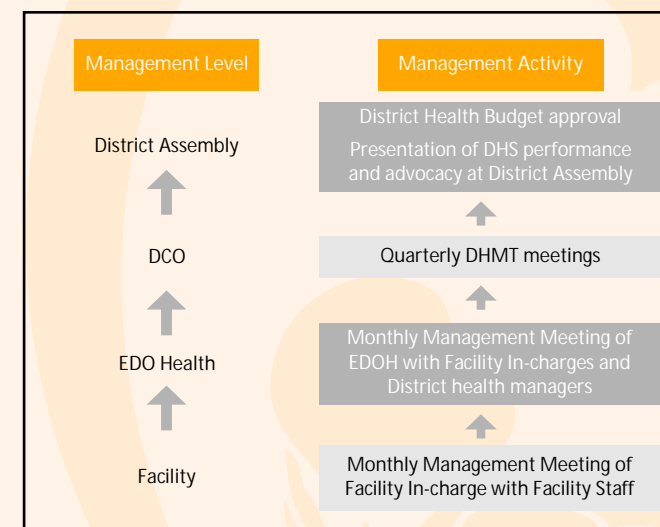 Management Level
Management Activity
District Assembly
District Health Budget approval
Presentation of DHS performance
and advocacy at District Assembly
DCO
Quarterly DHMT meetings
EDO Health
Monthly Management Meeting of
EDOH with Facility In-charges and
District health managers
Facility
Monthly Management Meeting of
Facility In-charge with Facility Staff